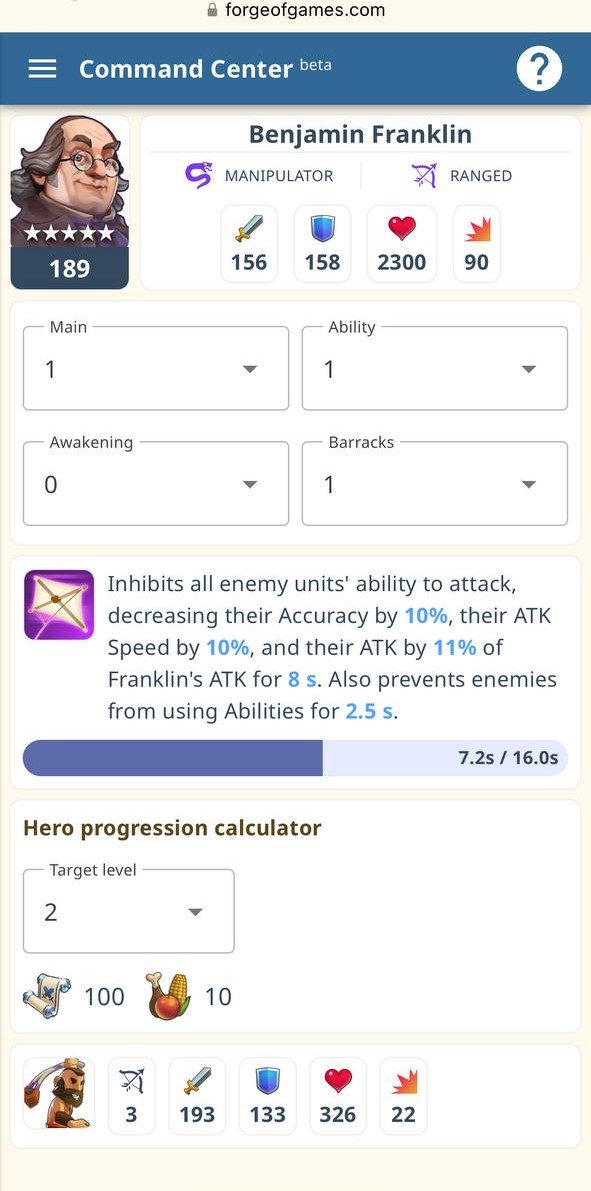 forgeofgames.com
Command Center beta
?
Benjamin Franklin
MANIPULATOR RANGED
189
156 158 2300 90
Main Ability
1 1
Awakening Barracks
0 1
Inhibits all enemy units' ability to attack,
decreasing their Accuracy by 10%, their ATK
Speed by 10%, and their ATK by 11% of
Franklin's ATK for 8 s. Also prevents enemies
from using Abilities for 2.5 s.
7.2s / 16.0s
Hero progression calculator
Target level
2
100 10
3 193 133 326 22